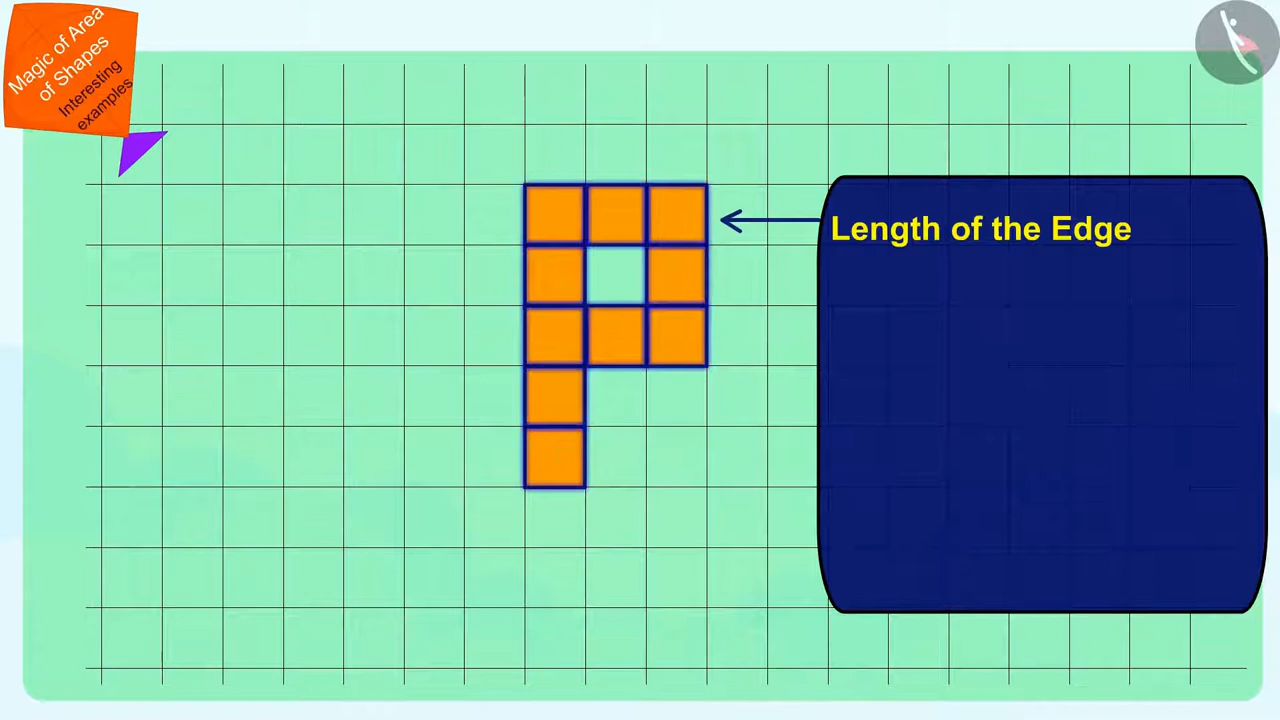 Magic of Area
of Shapes
Interesting
examples
Length of the Edge